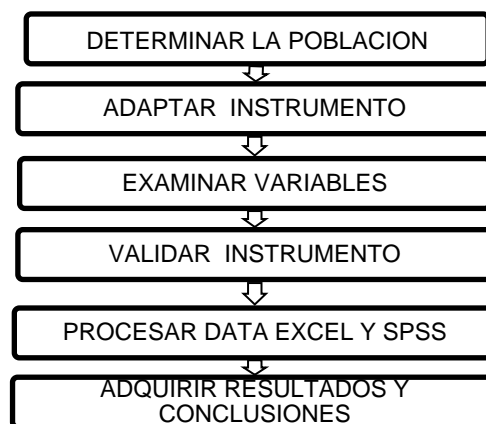 DETERMINAR LA POBLACION
ADAPTAR INSTRUMENTO
EXAMINAR VARIABLES
VALIDAR INSTRUMENTO
PROCESAR DATA EXCEL Y SPSS
ADQUIRIR RESULTADOS Y
CONCLUSIONES